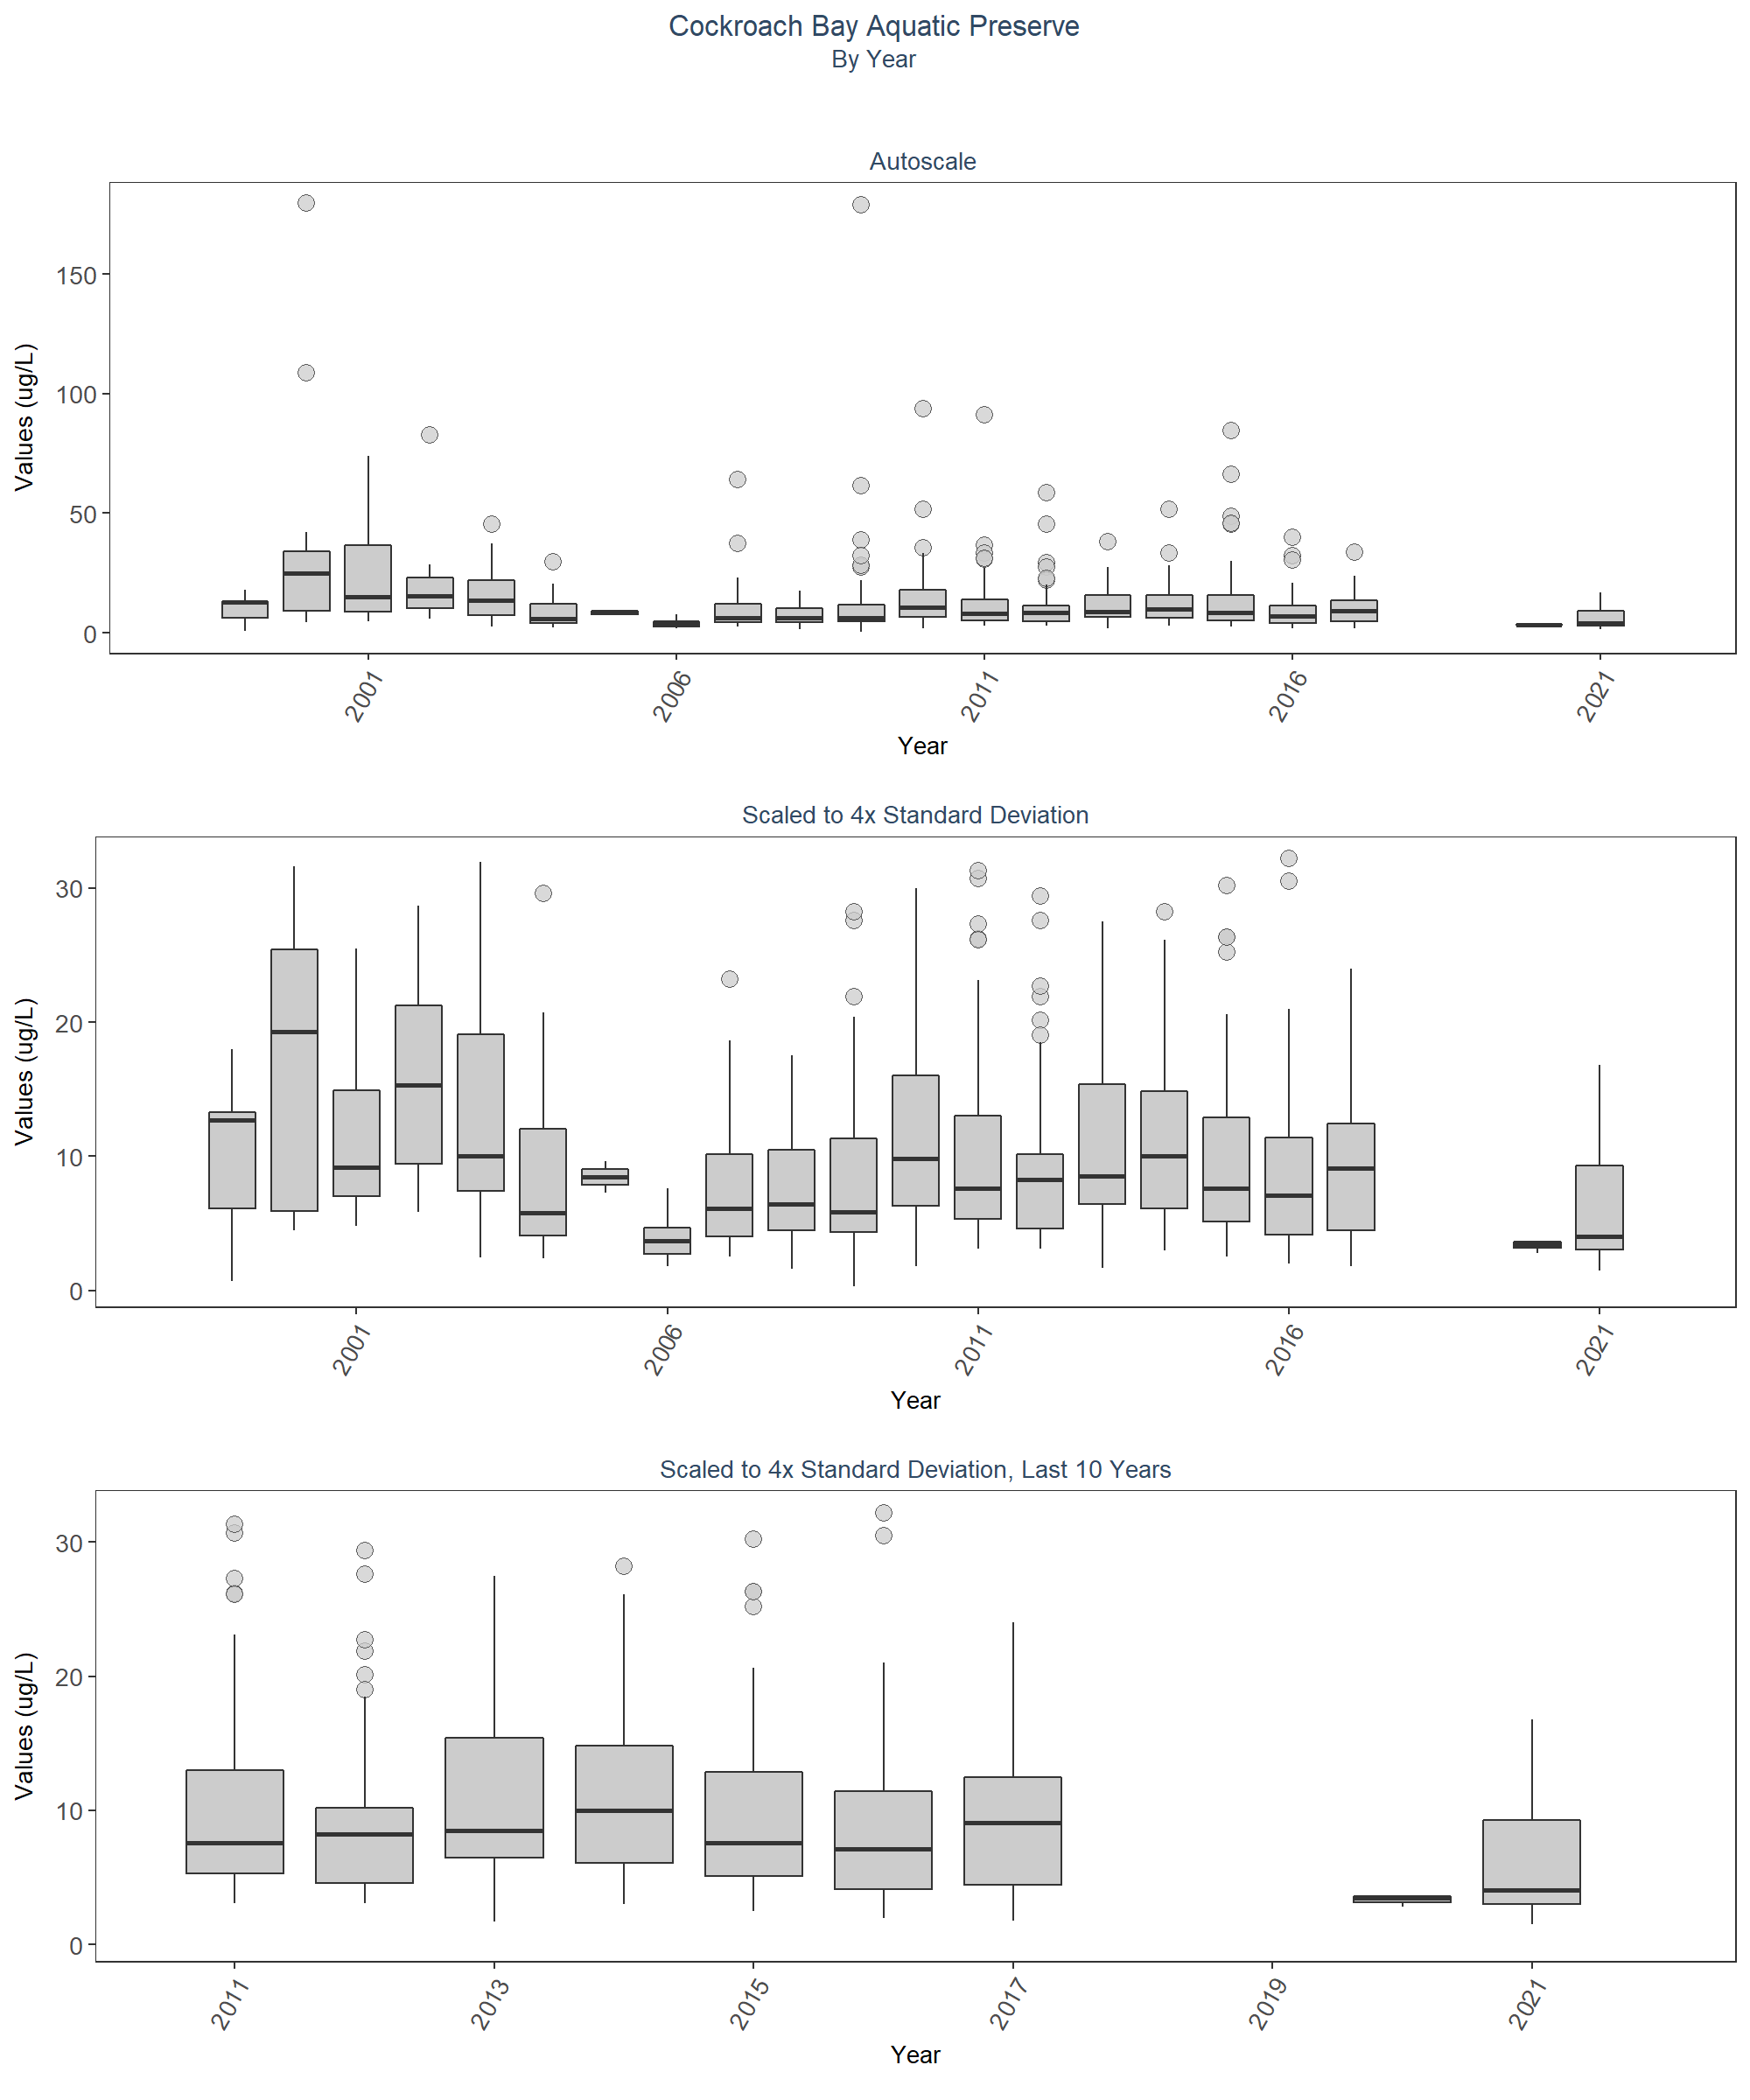 Cockroach Bay Aquatic Preserve
By Year
Autoscale
Values (ug/L)
150
100
50
0
2001 2006 2011 2016 2021
Year
Scaled to 4x Standard Deviation
Values (ug/L)
30
20
10
0
2001 2006 2011 2016 2021
Year
Scaled to 4x Standard Deviation, Last 10 Years
Values (ug/L)
30
20
10
0
2011 2013 2015 2017 2019 2021
Year